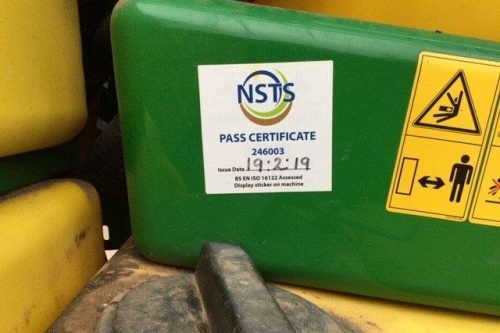 NSTS
PASS CERTIFICATE
246003
Issue Date 19:2:19
BS EN ISO 16122 Assessed
Display sticker on machine